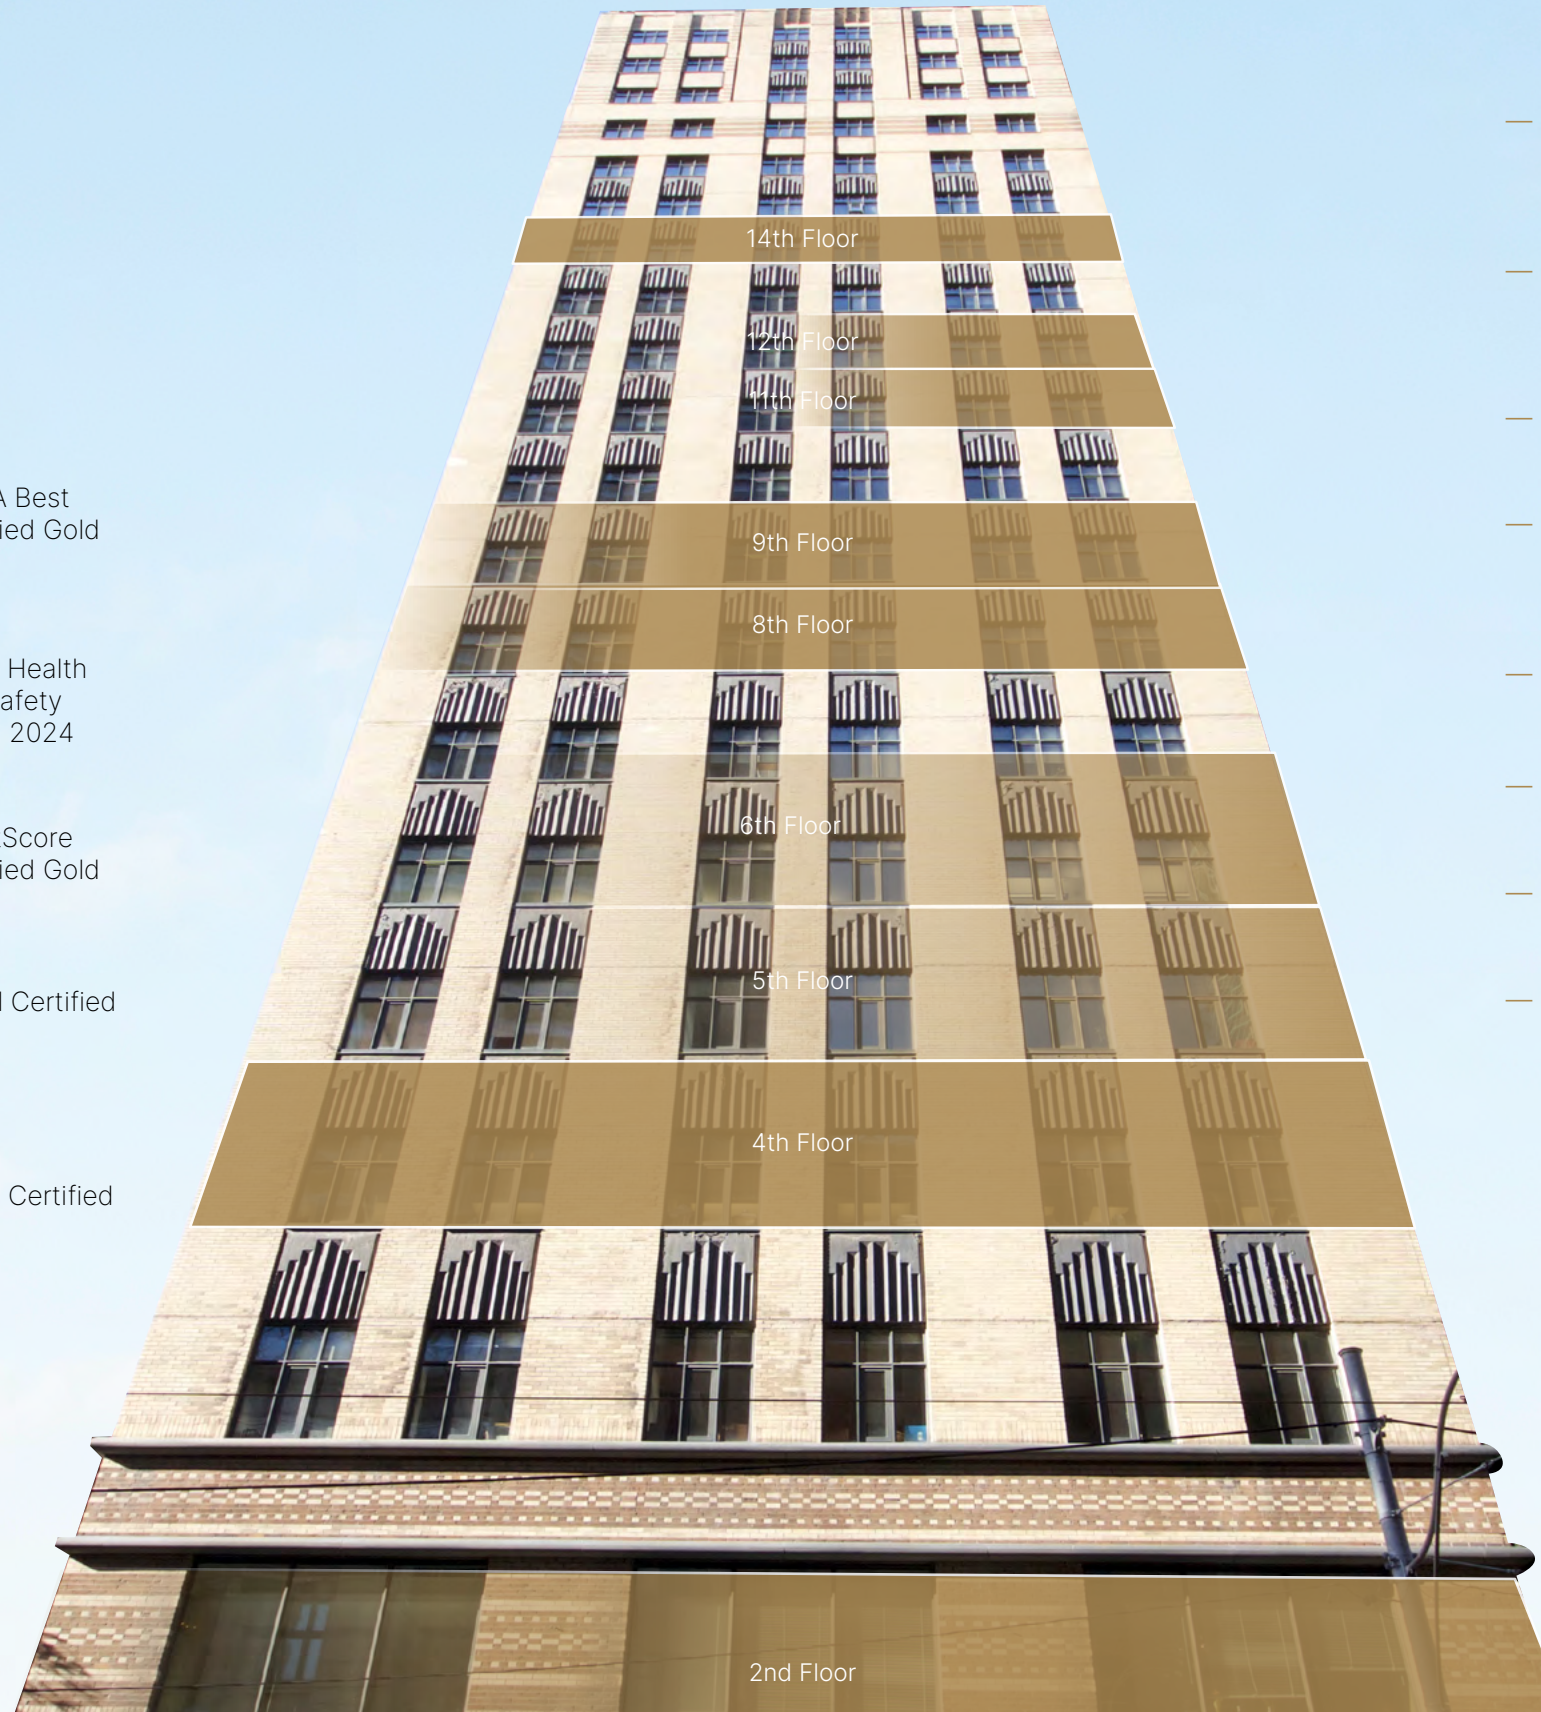 14th Floor
12th Floor
11th Floor
9th Floor
8th Floor
6th Floor
5th Floor
4th Floor
2nd Floor
A Best
ied Gold
Health
afety
2024
Score
ied Gold
Certified
Certified